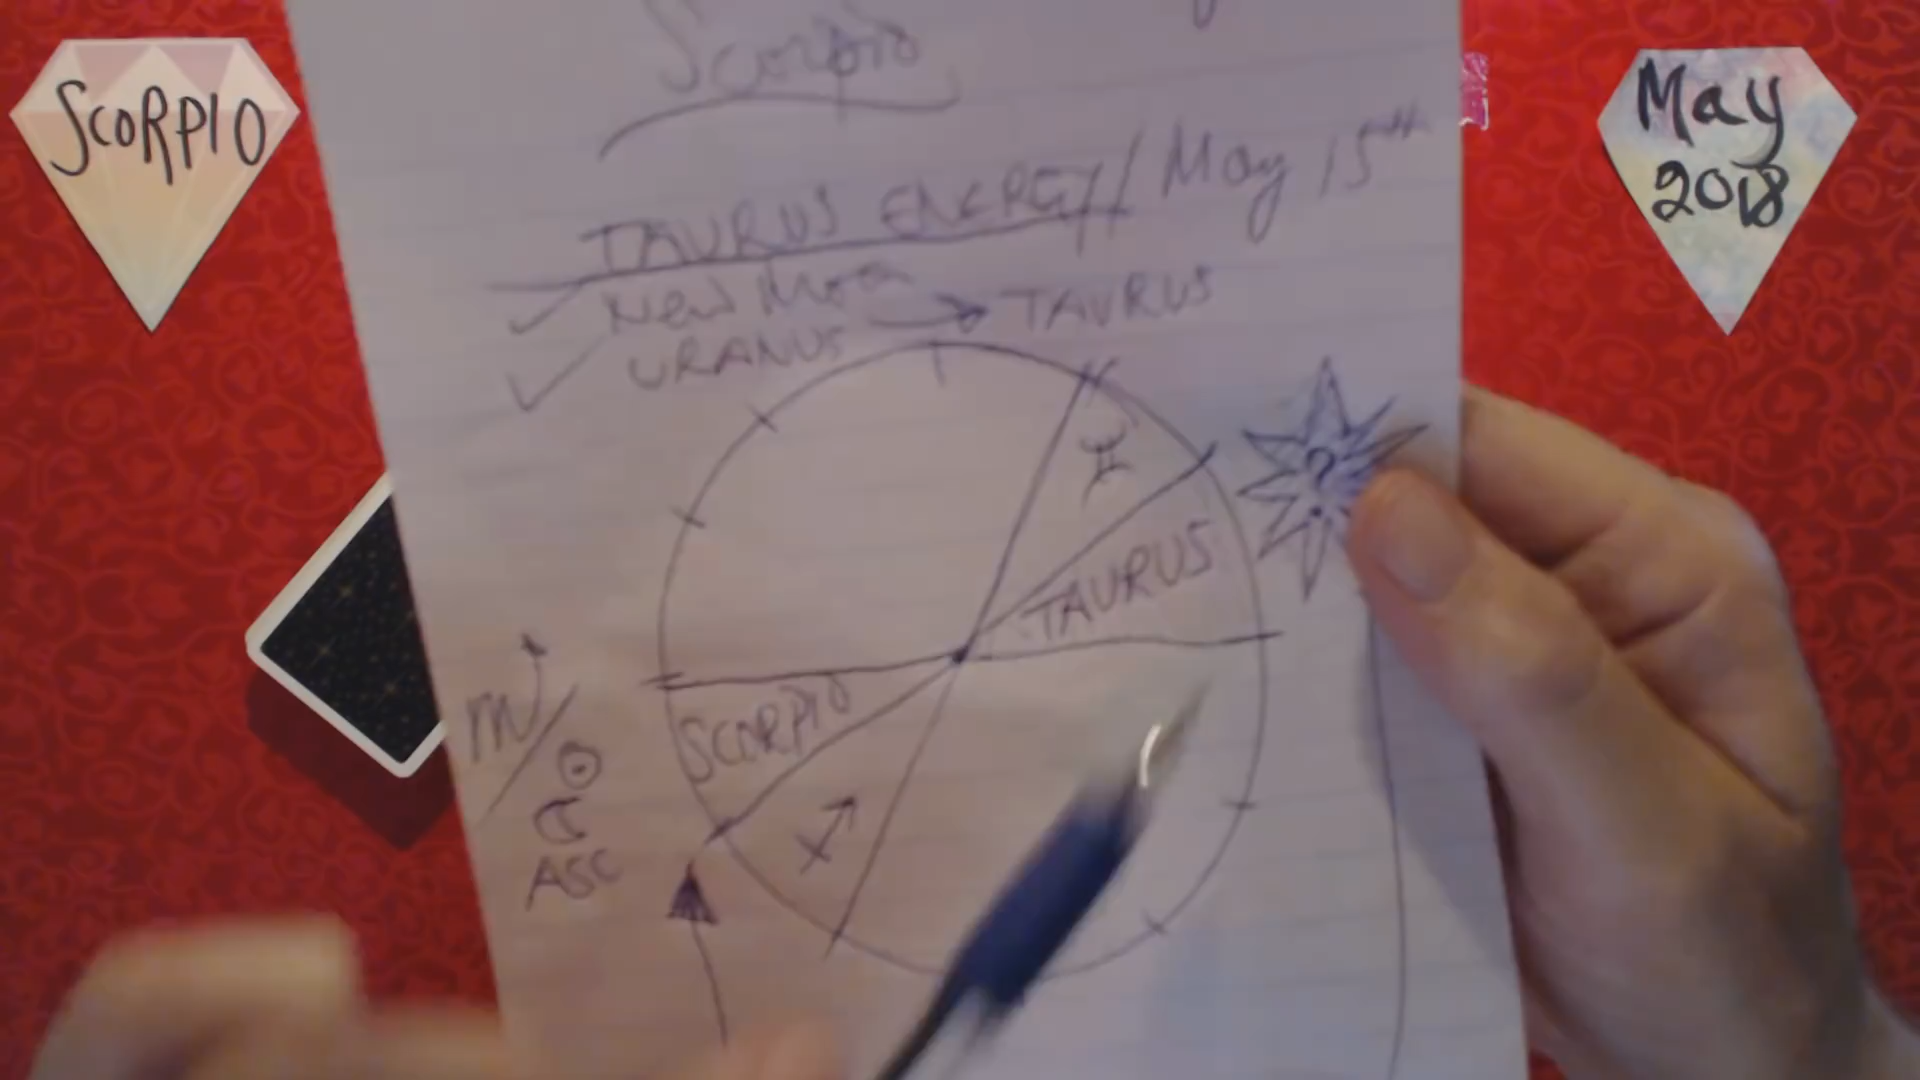 SCORPIO
May
2018
Scorpio
TAURUS ENERGY / May 15th
New Moon
URANUS → TAURUS
♊
TAURUS
SCORPIO
♐
?
♏ / ☉
☾
ASC